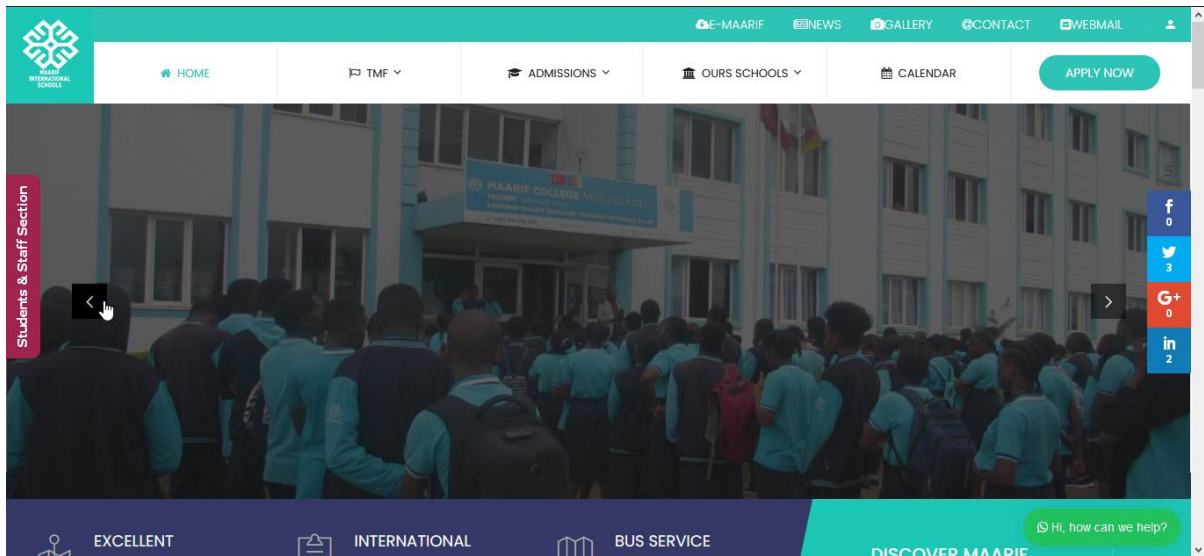 E-MAARIF NEWS GALLERY @CONTACT WEBMAIL
MAARIF
INTERNATIONAL
SCHOOLS
HOME TMF ADMISSIONS OURS SCHOOLS CALENDAR APPLY NOW
MAARIF COLLEGE NKOLFOULOU
Students & Staff Section
f
0
3
G+
0
in
2
EXCELLENT INTERNATIONAL BUS SERVICE
Hi, how can we help?
DISCOVER MAARIF